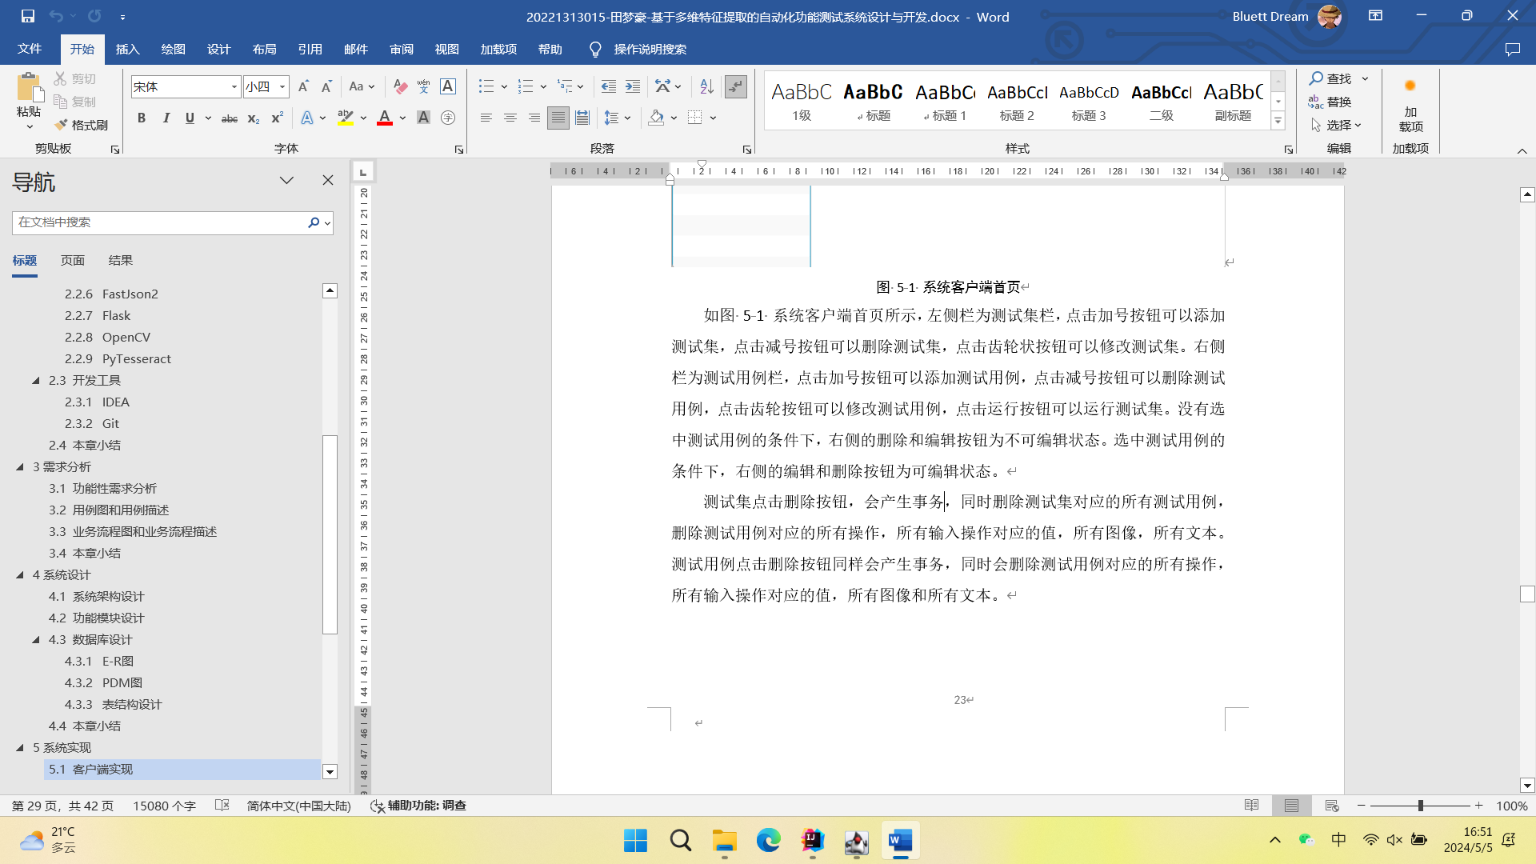 20221313015-田梦豪-基于多维特征提取的自动化功能测试系统设计与开发.docx - Word
Bluett Dream
文件 开始 插入 绘图 设计 布局 引用 邮件 审阅 视图 加载项 帮助 操作说明搜索
粘贴 剪切 复制 格式刷 剪贴板
宋体 小四 字体
段落
AaBbC 1级
AaBbC 标题
AaBbC 标题 1
AaBbCcI 标题 2
AaBbCcD 标题 3
AaBbCcI 二级
AaBbC 副标题
样式
查找 替换 选择 编辑
加载项 加载项
导航
在文档中搜索
标题 页面 结果
2.2.6 FastJson2
2.2.7 Flask
2.2.8 OpenCV
2.2.9 PyTesseract
2.3 开发工具
2.3.1 IDEA
2.3.2 Git
2.4 本章小结
3 需求分析
3.1 功能性需求分析
3.2 用例图和用例描述
3.3 业务流程图和业务流程描述
3.4 本章小结
4 系统设计
4.1 系统架构设计
4.2 功能模块设计
4.3 数据库设计
4.3.1 E-R图
4.3.2 PDM图
4.3.3 表结构设计
4.4 本章小结
5 系统实现
5.1 客户端实现
图 5-1 系统客户端首页
如图 5-1 系统客户端首页所示，左侧栏为测试集栏，点击加号按钮可以添加
测试集，点击减号按钮可以删除测试集，点击齿轮状按钮可以修改测试集。右侧
栏为测试用例栏，点击加号按钮可以添加测试用例，点击减号按钮可以删除测试
用例，点击齿轮按钮可以修改测试用例，点击运行按钮可以运行测试集。没有选
中测试用例的条件下，右侧的删除和编辑按钮为不可编辑状态。选中测试用例的
条件下，右侧的编辑和删除按钮为可编辑状态。
测试集点击删除按钮，会产生事务，同时删除测试集对应的所有测试用例，
删除测试用例对应的所有操作，所有输入操作对应的值，所有图像，所有文本。
测试用例点击删除按钮同样会产生事务，同时会删除测试用例对应的所有操作，
所有输入操作对应的值，所有图像和所有文本。
23
第 29 页，共 42 页 15080 个字 简体中文(中国大陆) 辅助功能: 调查 100%
21°C
多云
中
16:51
2024/5/5